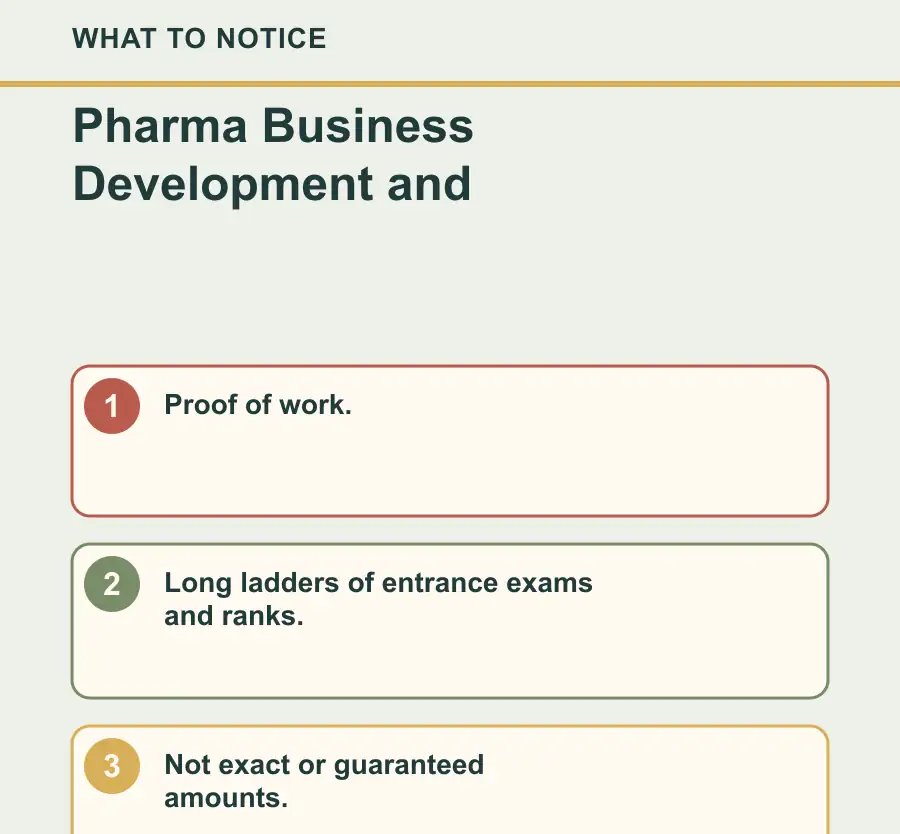 WHAT TO NOTICE
Pharma Business
Development and
1
Proof of work.
2
Long ladders of entrance exams
and ranks.
3
Not exact or guaranteed
amounts.